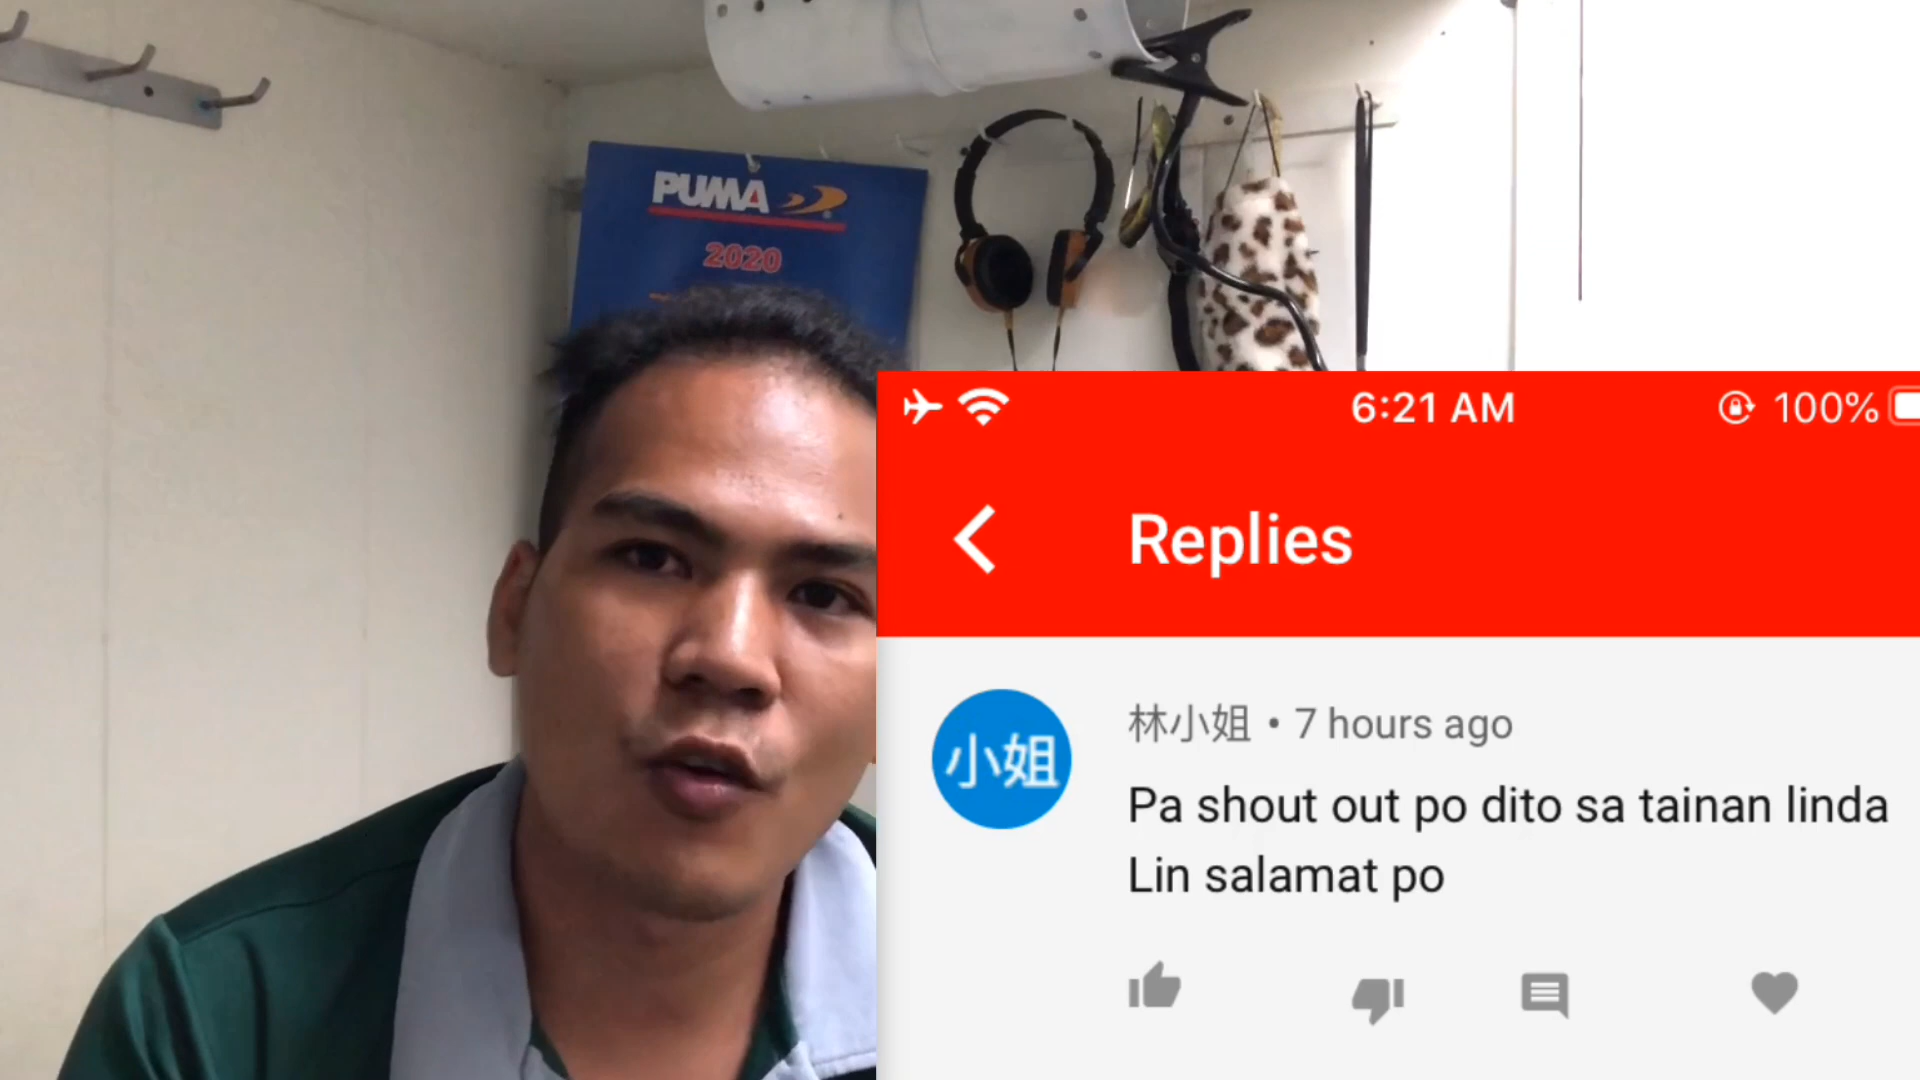 PUMA
2020
6:21 AM
100%
Replies
小姐
林小姐 • 7 hours ago
Pa shout out po dito sa tainan linda
Lin salamat po